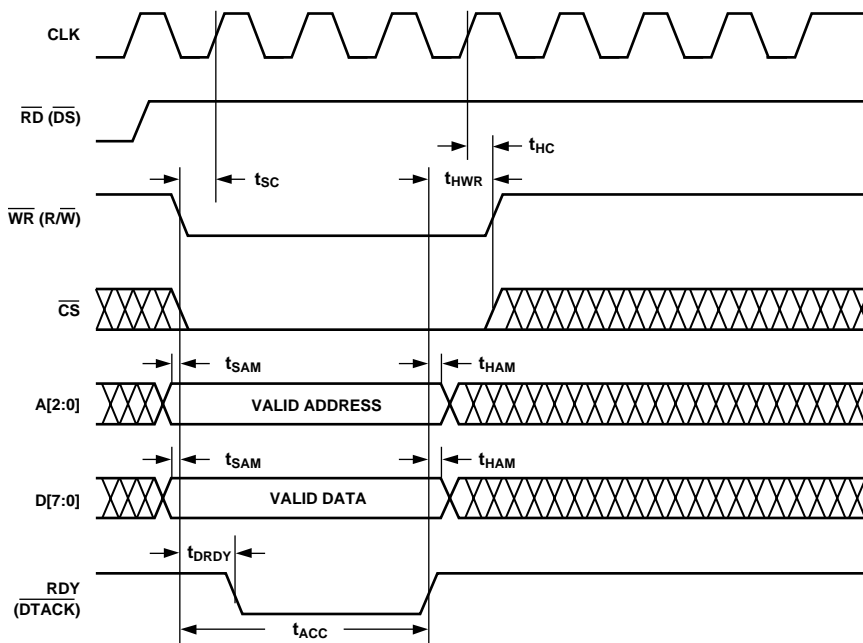 CLK
RD (DS)
tHC
tSC
tHWR
WR (R/W)
CS
tSAM
tHAM
A[2:0]
VALID ADDRESS
tSAM
tHAM
D[7:0]
VALID DATA
tDRDY
RDY
(DTACK)
tACC